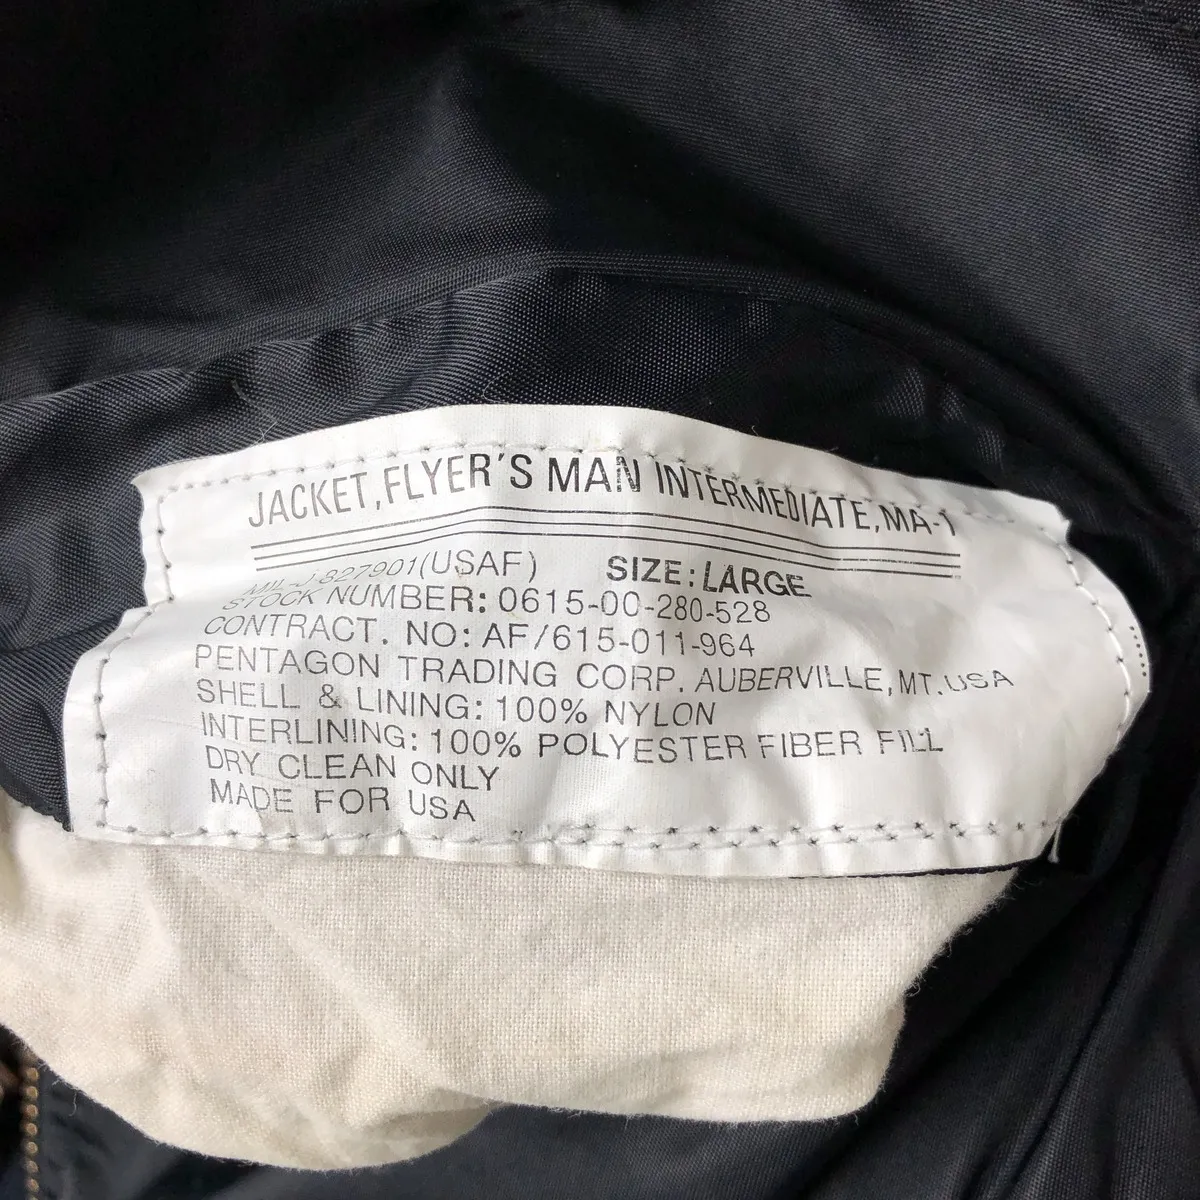 JACKET,FLYER'S MAN INTERMEDIATE,MA-1
MIL-J-827901(USAF) SIZE:LARGE
STOCK NUMBER: 0615-00-280-528
CONTRACT. NO: AF/615-011-964
PENTAGON TRADING CORP. AUBERVILLE, MT. USA
SHELL & LINING: 100% NYLON
INTERLINING: 100% POLYESTER FIBER FILL
DRY CLEAN ONLY
MADE FOR USA